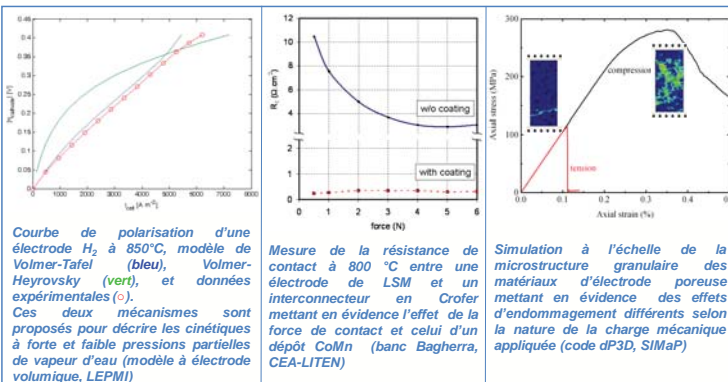 0.45
0.4
0.35
0.3
0.25
0.2
0.15
0.1
0.05
0
0 1000 2000 3000 4000 5000 6000 7000 8000
Courbe de polarisation d'une
électrode H2 à 850°C, modèle de
Volmer-Tafel (bleu), Volmer-
Heyrovsky (vert), et données
expérimentales (○).
Ces deux mécanismes sont
proposés pour décrire les cinétiques
à forte et faible pressions partielles
de vapeur d'eau (modèle à électrode
volumique, LEPMI)
10
8
6
4
2
1
0
w/o coating
with coating
0 1 2 3 4 5 6
force (N)
Mesure de la résistance de
contact à 800 °C entre une
électrode de LSM et un
interconnecteur en Crofer
mettant en évidence l'effet de la
force de contact et celui d'un
dépôt CoMn (banc Bagherra,
CEA-LITEN)
Axial stress (MPa)
300
200
100
0
compression
tension
0.0 0.1 0.2 0.3 0.4
Axial strain (%)
Simulation à l'échelle de la
microstructure granulaire des
matériaux d'électrode poreuse
mettant en évidence des effets
d'endommagement différents selon
la nature de la charge mécanique
appliquée (code dP3D, SIMaP)